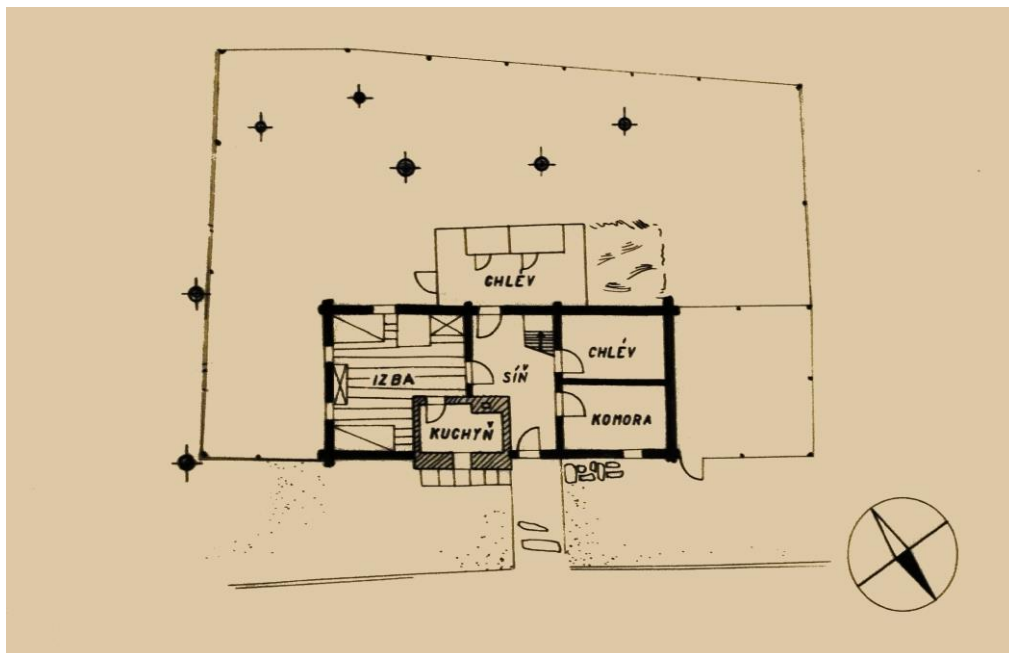 CHLÉV
IZBA
SÍŇ
CHLÉV
KUCHYŇ
KOMORA